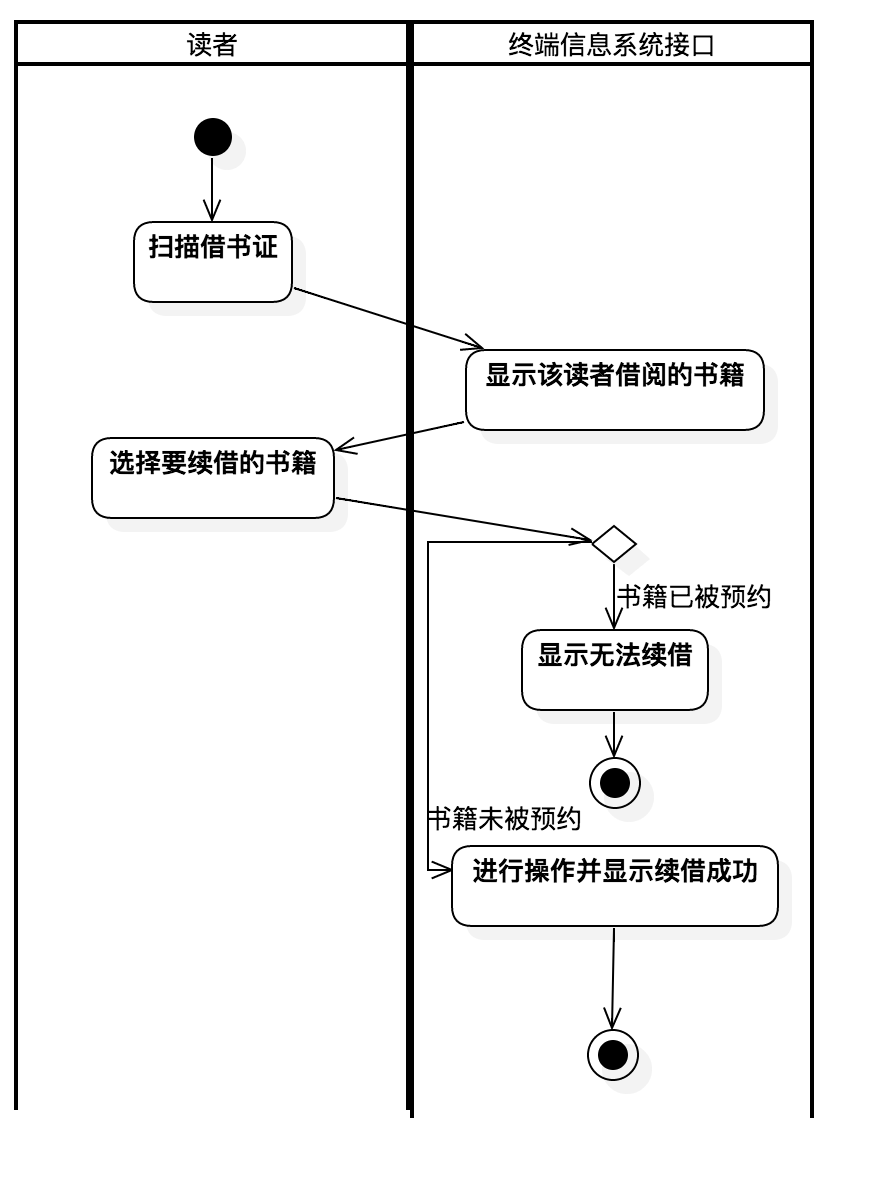 读者
终端信息系统接口
扫描借书证
显示该读者借阅的书籍
选择要续借的书籍
书籍已被预约
显示无法续借
书籍未被预约
进行操作并显示续借成功